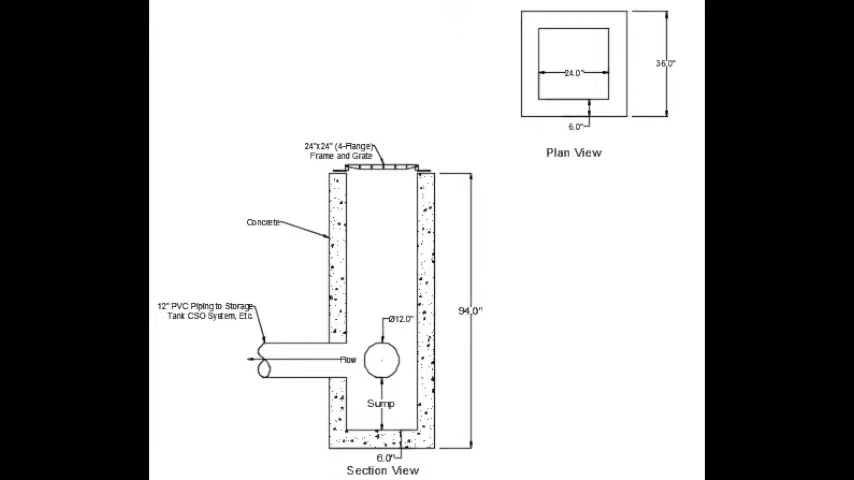 36.0"
24.0"
6.0"
Plan View
24"x24" (4-Flange)
Frame and Grate
Concrete
12" PVC Piping to Storage
Tank CSO System, Etc.
94.0"
Ø12.0"
Flow
Sump
6.0"
Section View